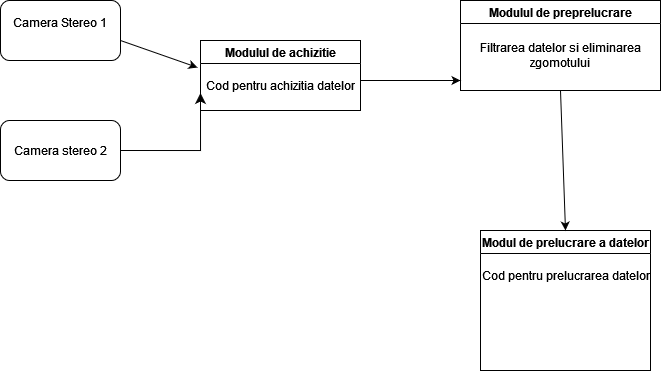 Camera Stereo 1
Modulul de achizitie
Cod pentru achizitia datelor
Modulul de preprelucrare
Filtrarea datelor si eliminarea
zgomotului
Camera stereo 2
Modul de prelucrare a datelor
Cod pentru prelucrarea datelor